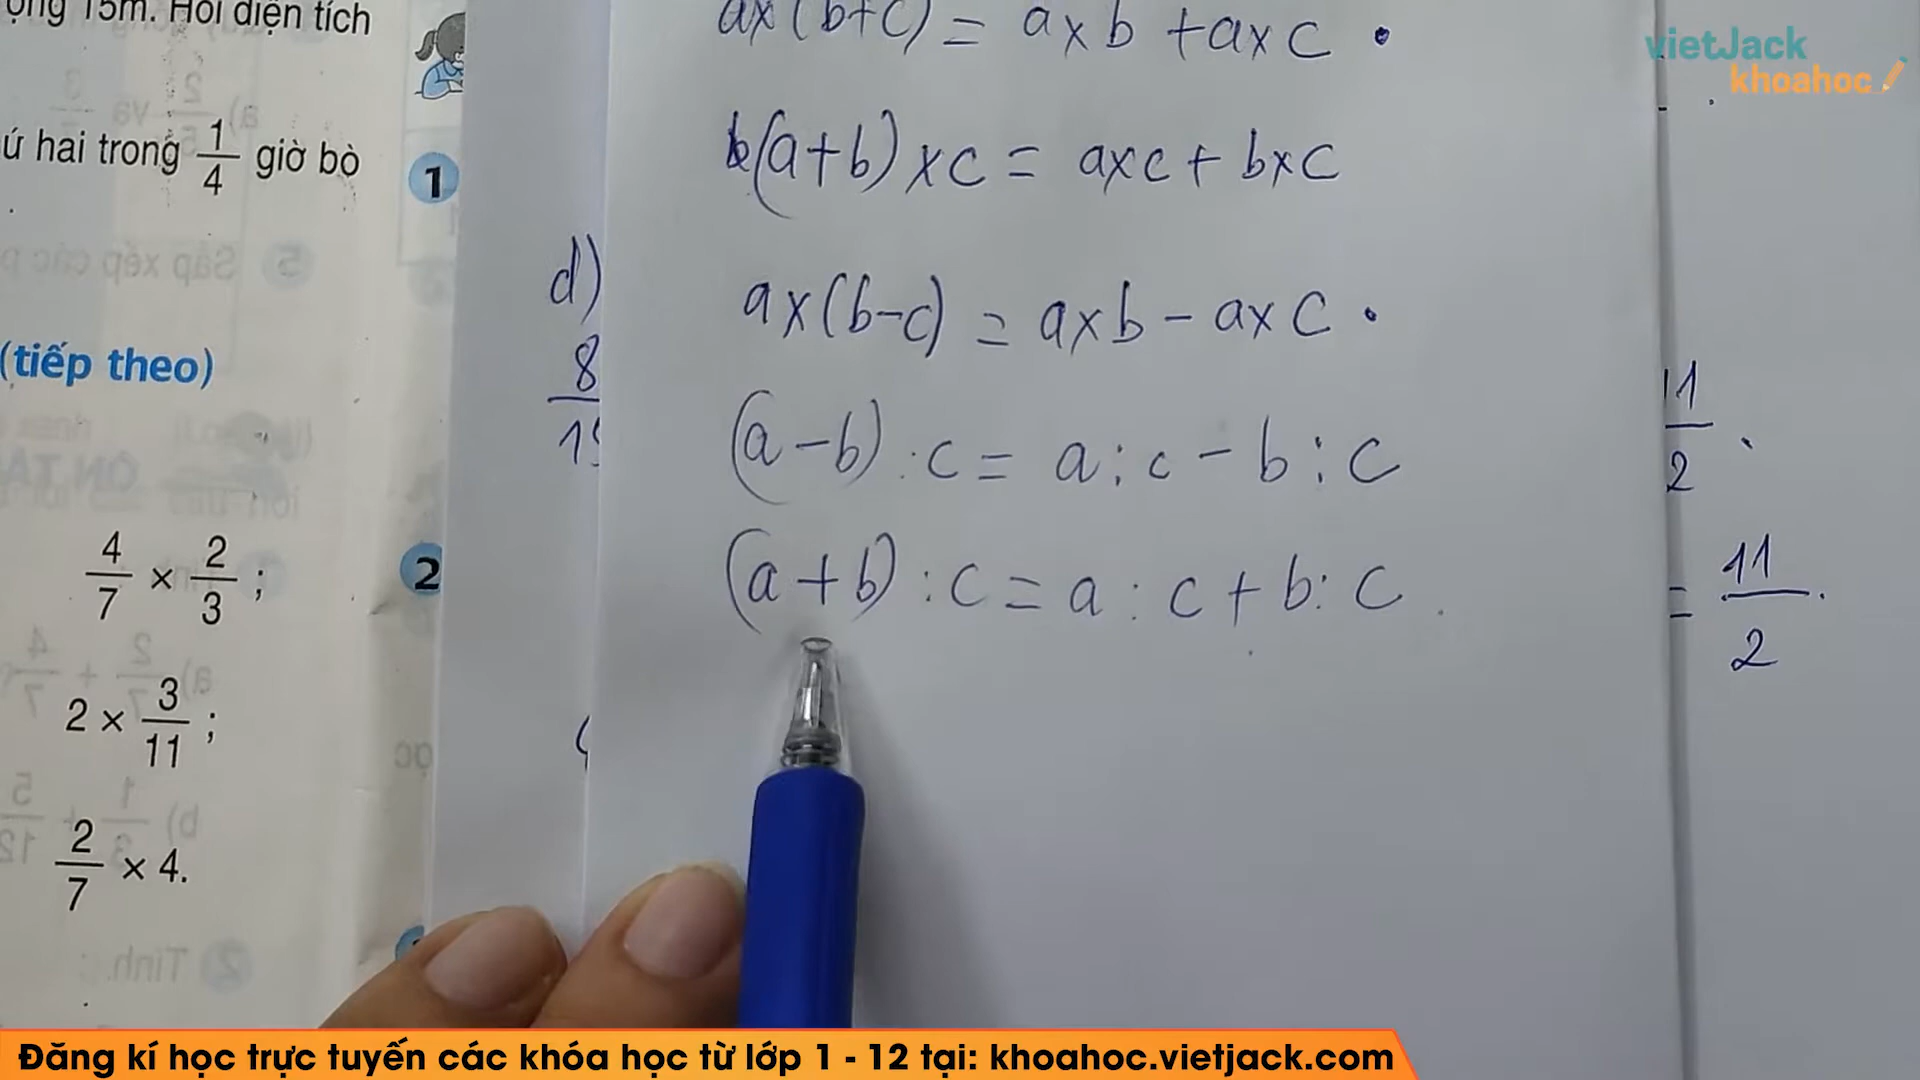 ộng 15m. Hỏi diện tích
ứ hai trong 1/4 giờ bò
(tiếp theo)
4/7 × 2/3 ;
2 × 3/11 ;
2/7 × 4.
1
2
d)
8
a×(b+c) = a×b + a×c .
(a+b)×c = a×c + b×c
a×(b-c) = a×b - a×c .
(a-b) : c = a : c - b : c
(a+b) : c = a : c + b : c .
11/2
= 11/2 .
vietJack
khoahoc
Đăng kí học trực tuyến các khóa học từ lớp 1 - 12 tại: khoahoc.vietjack.com